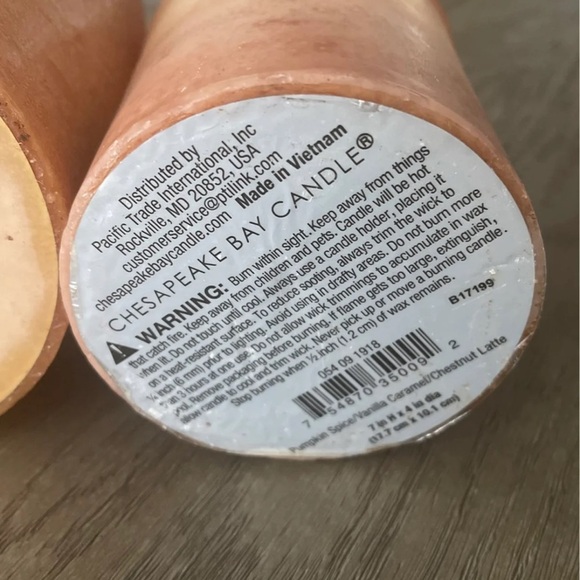 Distributed by
Pacific Trade International, Inc
Rockville, MD 20852, USA
customerservice@ptilink.com
chesapeakebaycandle.com Made in Vietnam
CHESAPEAKE BAY CANDLE®
WARNING: Burn within sight. Keep away from things
that catch fire. Keep away from children and pets. Candle will be hot
when lit. Do not touch until cool. Always use a candle holder, placing it
on a heat-resistant surface. To reduce sooting, always trim the wick to
¼ inch (6 mm) prior to lighting. Avoid using in drafty areas. Do not burn more
than 3 hours at one use. Do not allow wick trimmings to accumulate in wax
pool. Remove packaging before burning. If flame gets too large, extinguish,
allow candle to cool and trim wick. Never pick up or move a burning candle.
Stop burning when ½ inch (1.2 cm) of wax remains.
B17199
054 09 1918
7 54870 35009 2
Pumpkin Spice/Vanilla Caramel/Chestnut Latte
7 in H x 4 in dia
(17.7 cm x 10.1 cm)